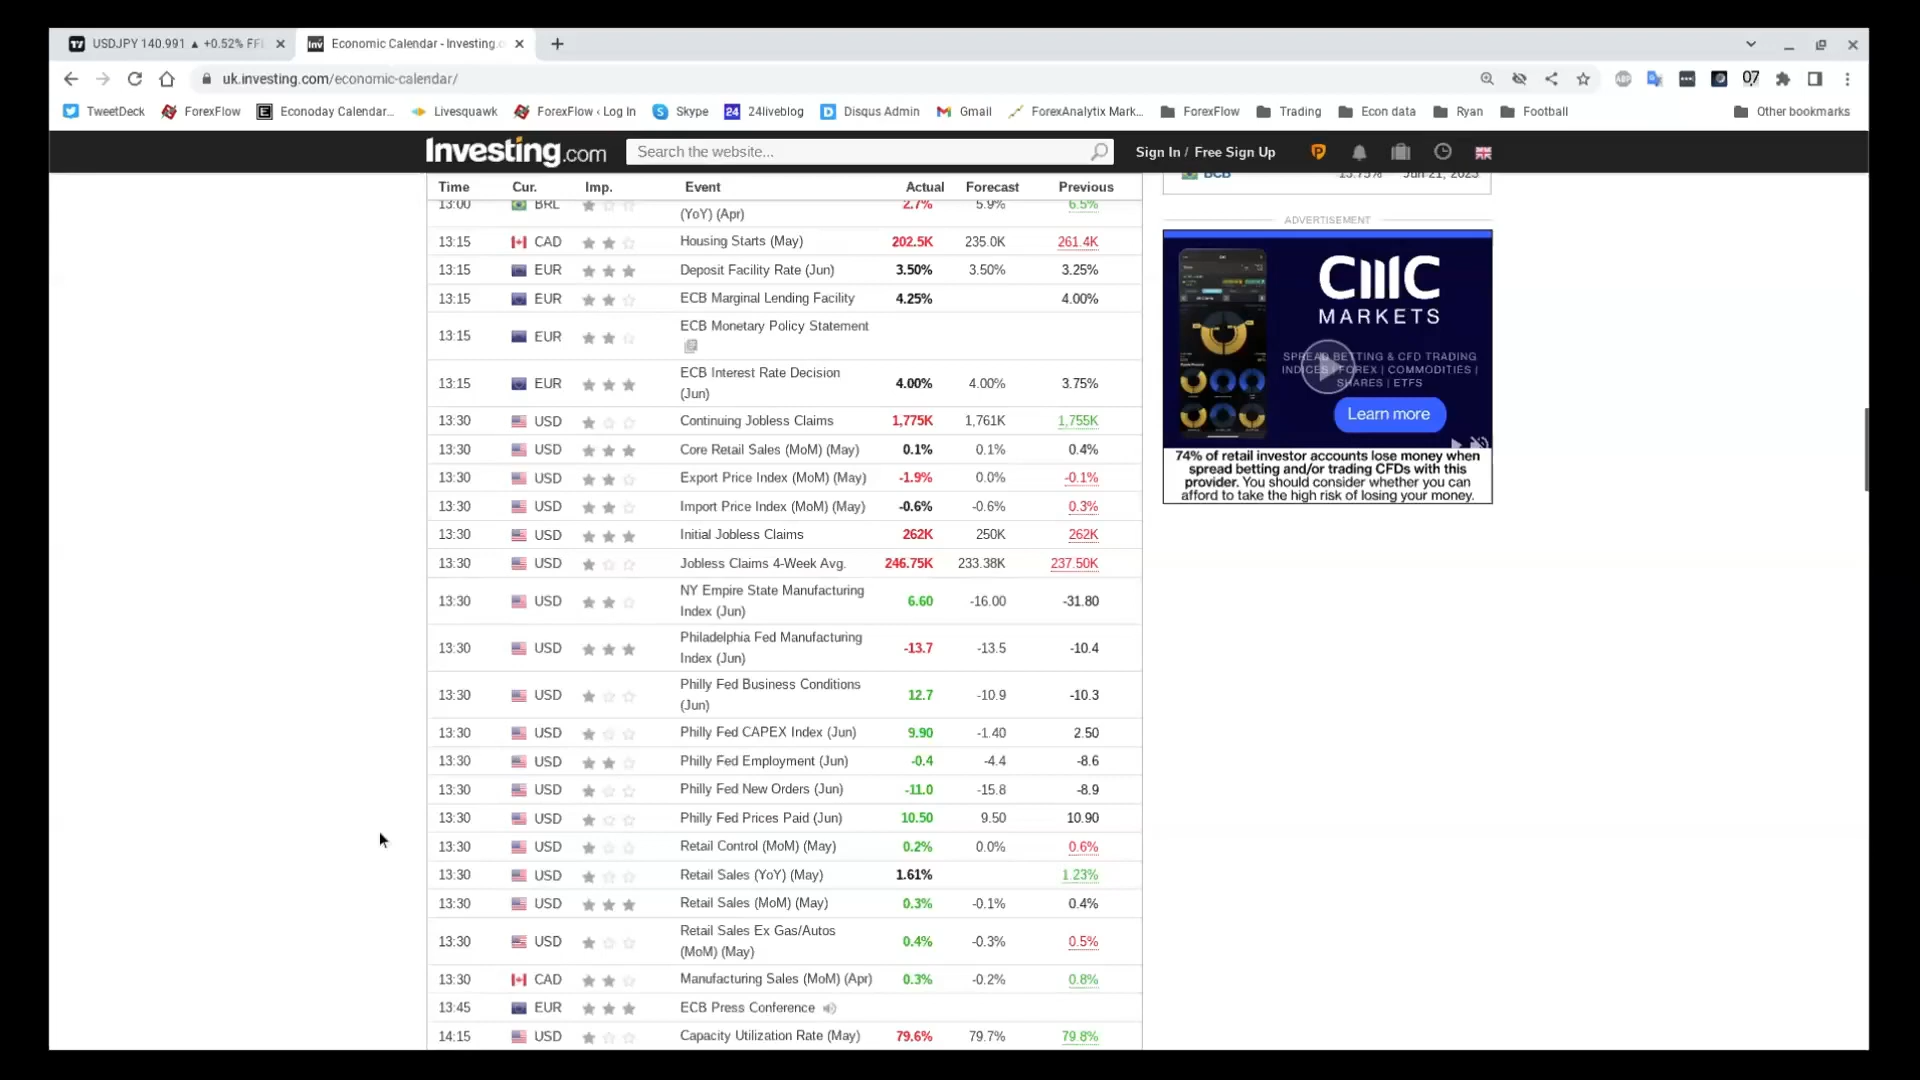 USDJPY 140.991 ▲ +0.52% FF
Economic Calendar - Investing.c
uk.investing.com/economic-calendar/
07
TweetDeck ForexFlow Econoday Calendar... Livesquawk ForexFlow ‹ Log In Skype 24 24liveblog Disqus Admin Gmail ForexAnalytix Mark... ForexFlow Trading Econ data Ryan Football Other bookmarks
Investing.com Search the website... Sign In / Free Sign Up
Time Cur. Imp. Event Actual Forecast Previous
13:00 BRL (YoY) (Apr) 2.7% 5.9% 6.5%
13:15 CAD Housing Starts (May) 202.5K 235.0K 261.4K
13:15 EUR Deposit Facility Rate (Jun) 3.50% 3.50% 3.25%
13:15 EUR ECB Marginal Lending Facility 4.25% 4.00%
13:15 EUR ECB Monetary Policy Statement
13:15 EUR ECB Interest Rate Decision
(Jun) 4.00% 4.00% 3.75%
13:30 USD Continuing Jobless Claims 1,775K 1,761K 1,755K
13:30 USD Core Retail Sales (MoM) (May) 0.1% 0.1% 0.4%
13:30 USD Export Price Index (MoM) (May) -1.9% 0.0% -0.1%
13:30 USD Import Price Index (MoM) (May) -0.6% -0.6% 0.3%
13:30 USD Initial Jobless Claims 262K 250K 262K
13:30 USD Jobless Claims 4-Week Avg. 246.75K 233.38K 237.50K
13:30 USD NY Empire State Manufacturing
Index (Jun) 6.60 -16.00 -31.80
13:30 USD Philadelphia Fed Manufacturing
Index (Jun) -13.7 -13.5 -10.4
13:30 USD Philly Fed Business Conditions
(Jun) 12.7 -10.9 -10.3
13:30 USD Philly Fed CAPEX Index (Jun) 9.90 -1.40 2.50
13:30 USD Philly Fed Employment (Jun) -0.4 -4.4 -8.6
13:30 USD Philly Fed New Orders (Jun) -11.0 -15.8 -8.9
13:30 USD Philly Fed Prices Paid (Jun) 10.50 9.50 10.90
13:30 USD Retail Control (MoM) (May) 0.2% 0.0% 0.6%
13:30 USD Retail Sales (YoY) (May) 1.61% 1.23%
13:30 USD Retail Sales (MoM) (May) 0.3% -0.1% 0.4%
13:30 USD Retail Sales Ex Gas/Autos
(MoM) (May) 0.4% -0.3% 0.5%
13:30 CAD Manufacturing Sales (MoM) (Apr) 0.3% -0.2% 0.8%
13:45 EUR ECB Press Conference
14:15 USD Capacity Utilization Rate (May) 79.6% 79.7% 79.8%
BCB 13.75% Jun 21, 2023
ADVERTISEMENT
CMC
MARKETS
SPREAD BETTING & CFD TRADING
INDICES | FOREX | COMMODITIES |
SHARES | ETFS
Learn more
74% of retail investor accounts lose money when
spread betting and/or trading CFDs with this
provider. You should consider whether you can
afford to take the high risk of losing your money.